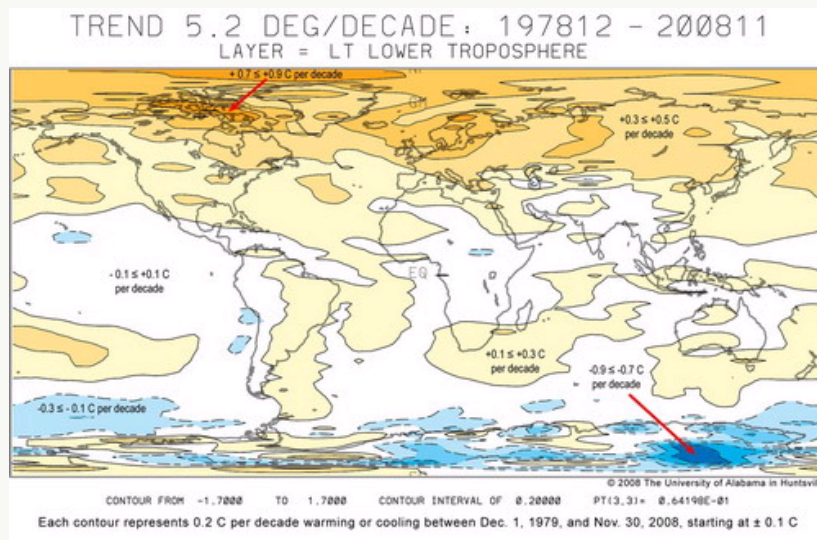 TREND 5.2 DEG/DECADE: 197812 - 200811
LAYER = LT LOWER TROPOSPHERE
+ 0.7 ≤ +0.9 C per decade
+0.3 ≤ +0.5 C
per decade
EQ
- 0.1 ≤ +0.1 C
per decade
+0.1 ≤ +0.3 C
per decade
-0.9 ≤ -0.7 C
per decade
-0.3 ≤ - 0.1 C per decade
© 2008 The University of Alabama in Huntsvil
CONTOUR FROM -1.7000 TO 1.7000 CONTOUR INTERVAL OF 0.20000 PT(3,3)= 0.64198E-01
Each contour represents 0.2 C per decade warming or cooling between Dec. 1, 1979, and Nov. 30, 2008, starting at ± 0.1 C